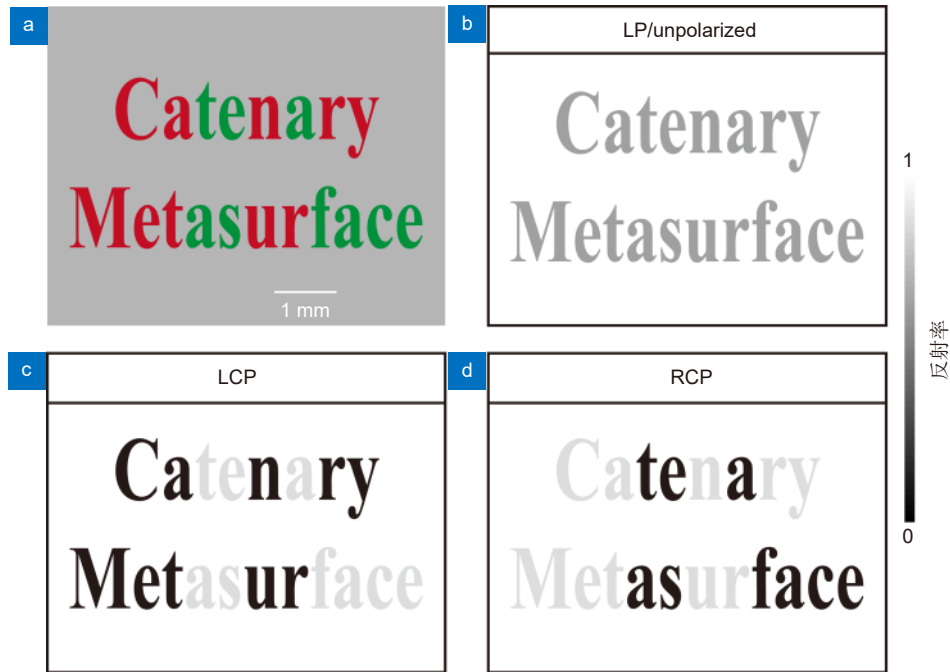 a
Catenary
Metasurface
1 mm
b
LP/unpolarized
Catenary
Metasurface
c
LCP
Catenary
Metasurface
d
RCP
Catenary
Metasurface
1
反射率
0